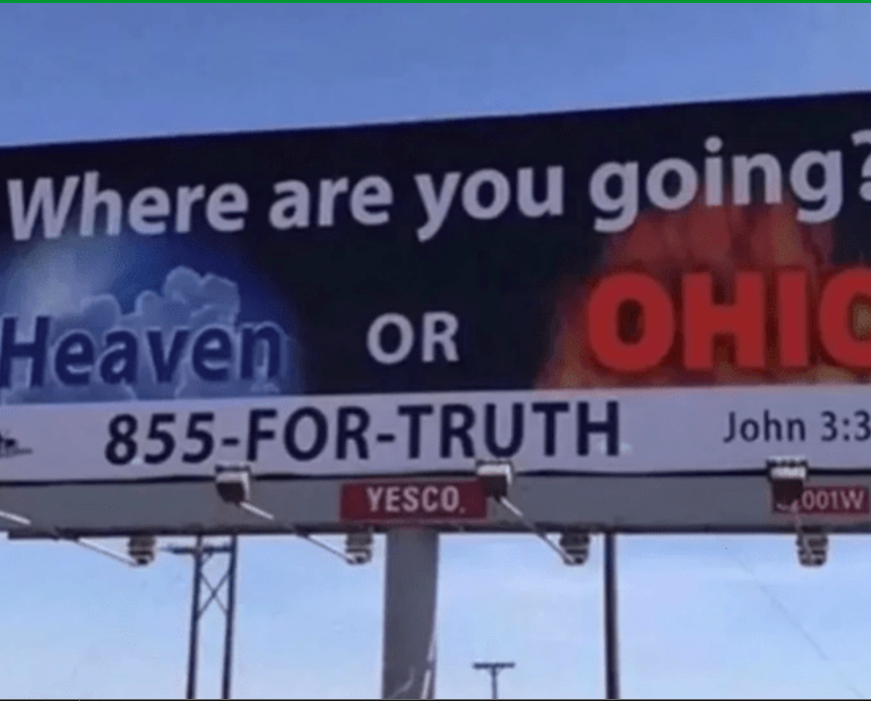 Where are you going?
Heaven OR OHIO
855-FOR-TRUTH John 3:3
YESCO. 001W